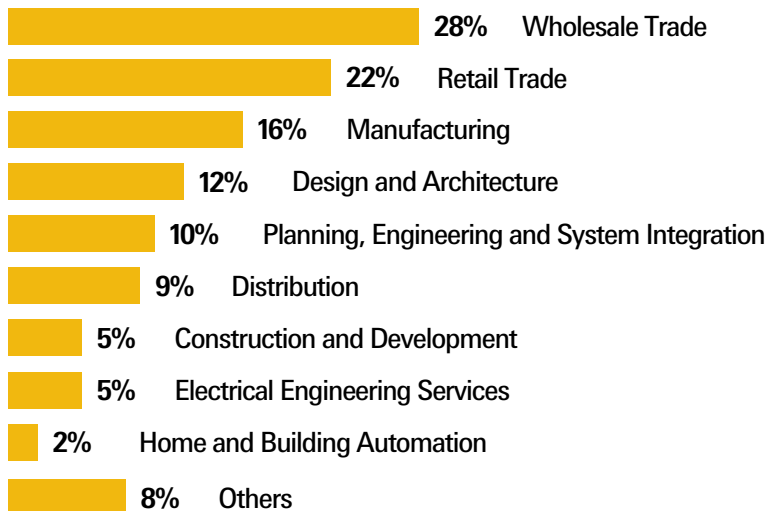 28% Wholesale Trade
22% Retail Trade
16% Manufacturing
12% Design and Architecture
10% Planning, Engineering and System Integration
9% Distribution
5% Construction and Development
5% Electrical Engineering Services
2% Home and Building Automation
8% Others